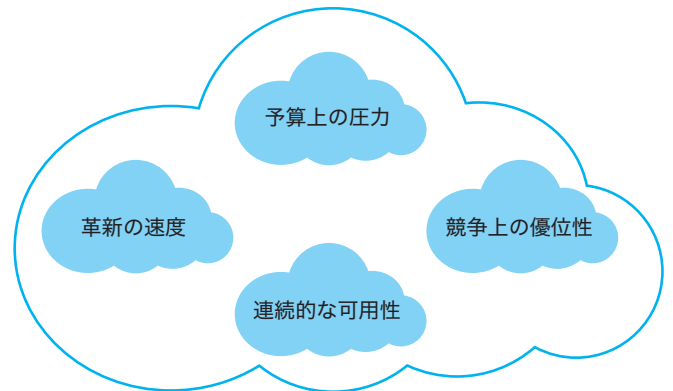 予算上の圧力
革新の速度
競争上の優位性
連続的な可用性